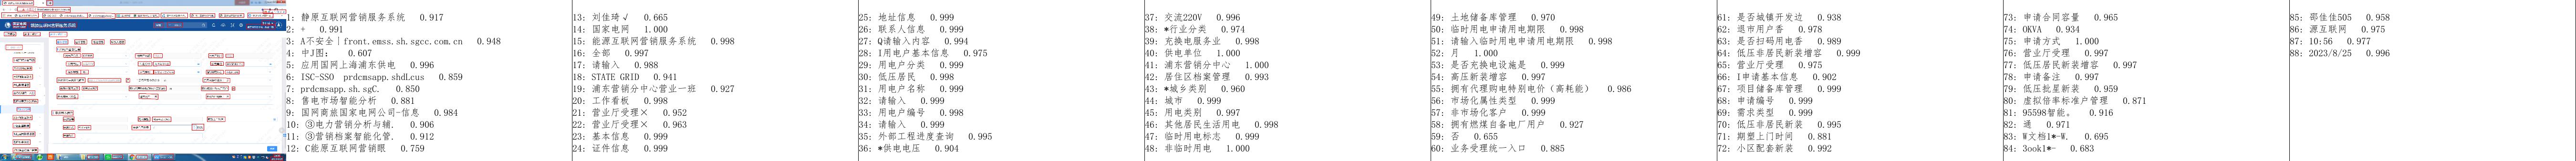 1: 静原互联网营销服务系统 0.917
2: + 0.991
3: A不安全｜front.emss.sh.sgcc.com.cn 0.948
4: 中J图: 0.607
5: 应用国网上海浦东供电 0.996
6: ISC-SSO prdcmsapp.shdLcus 0.859
7: prdcmsapp.sh.sgC. 0.850
8: 售电市场智能分析 0.881
9: 国网商旅国家电网公司-信息 0.984
10: ③电力营销分析与辅. 0.906
11: ③营销档案智能化管. 0.912
12: C能原互联网营销眼 0.759
13: 刘佳琦√ 0.665
14: 国家电网 1.000
15: 能源互联网营销服务系统 0.998
16: 全部 0.997
17: 请输入 0.988
18: STATE GRID 0.941
19: 浦东营销分中心营业一班 0.927
20: 工作看板 0.998
21: 营业厅受理× 0.952
22: 营业厅受理× 0.963
23: 基本信息 0.999
24: 证件信息 0.999
25: 地址信息 0.999
26: 联系人信息 0.999
27: Q请输入内容 0.994
28: I用电户基本信息 0.975
29: 用电户分类 0.999
30: 低压居民 0.998
31: 用电户名称 0.999
32: 请输入 0.999
33: 用电户编号 0.998
34: 请输入 0.999
35: 外部工程进度查询 0.995
36: *供电电压 0.904
37: 交流220V 0.996
38: *行业分类 0.974
39: 充换电服务业 0.998
40: 供电单位 1.000
41: 浦东营销分中心 1.000
42: 居住区档案管理 0.993
43: *城乡类别 0.960
44: 城市 0.999
45: 用电类别 0.997
46: 其他居民生活用电 0.998
47: 临时用电标志 0.999
48: 非临时用电 1.000
49: 土地储备库管理 0.970
50: 临时用电申请用电期限 0.998
51: 请输入临时用电申请用电期限 0.998
52: 月 1.000
53: 是否充换电设施是 0.999
54: 高压新装增容 0.997
55: 拥有代理购电特别电价（高耗能） 0.986
56: 市场化属性类型 0.999
57: 非市场化客户 0.999
58: 拥有燃煤自备电厂用户 0.927
59: 否 0.655
60: 业务受理统一入口 0.885
61: 是否城镇开发边 0.938
62: 退市用户香 0.978
63: 是否扫码用电香 0.989
64: 低压非居民新装增容 0.999
65: 营业厅受理 0.975
66: I申请基本信息 0.902
67: 项目储备库管理 0.999
68: 申请编号 0.999
69: 需求类型 0.999
70: 低压非居民新装 0.995
71: 期塑上门时间 0.881
72: 小区配套新装 0.992
73: 申请合同容量 0.965
74: OKVA 0.934
75: 申请方式 1.000
76: 营业厅受理 0.997
77: 低压居民新装增容 0.997
78: 申请备注 0.997
79: 低压批星新装 0.959
80: 虚拟倍率标准户管理 0.871
81: 95598智能。 0.916
82: 通 0.971
83: W文档1*-W. 0.695
84: 3ook1*- 0.683
85: 邵佳佳505 0.958
86: 源互联网 0.975
87: 10:56 0.977
88: 2023/8/25 0.996